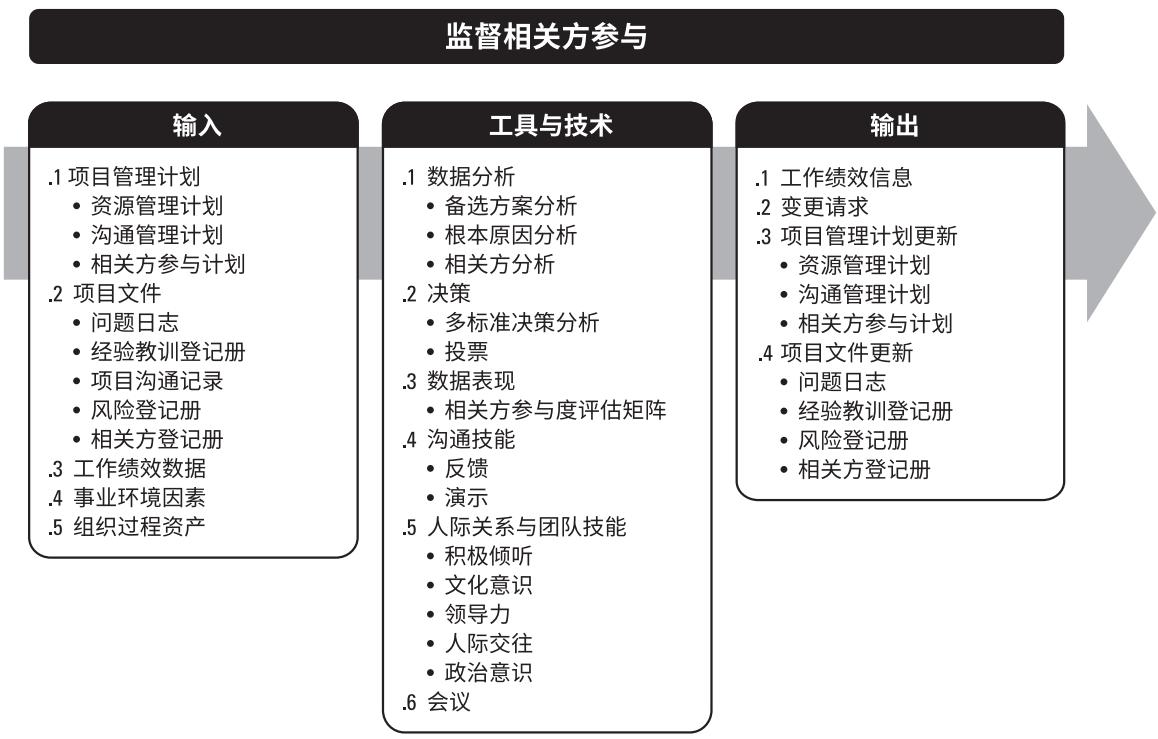 监督相关方参与
输入
.1 项目管理计划
• 资源管理计划
• 沟通管理计划
• 相关方参与计划
.2 项目文件
• 问题日志
• 经验教训登记册
• 项目沟通记录
• 风险登记册
• 相关方登记册
.3 工作绩效数据
.4 事业环境因素
.5 组织过程资产
工具与技术
.1 数据分析
• 备选方案分析
• 根本原因分析
• 相关方分析
.2 决策
• 多标准决策分析
• 投票
.3 数据表现
• 相关方参与度评估矩阵
.4 沟通技能
• 反馈
• 演示
.5 人际关系与团队技能
• 积极倾听
• 文化意识
• 领导力
• 人际交往
• 政治意识
.6 会议
输出
.1 工作绩效信息
.2 变更请求
.3 项目管理计划更新
• 资源管理计划
• 沟通管理计划
• 相关方参与计划
.4 项目文件更新
• 问题日志
• 经验教训登记册
• 风险登记册
• 相关方登记册